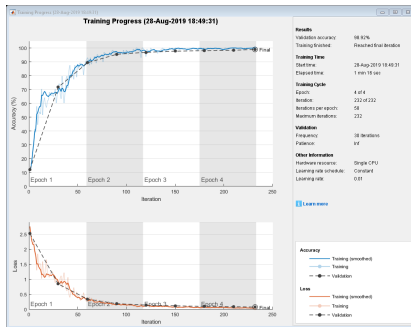 Training Progress (28-Aug-2019 18:49:31)
Training Progress (28-Aug-2019 18:49:31)
Accuracy (%)
100
90
80
70
60
50
40
30
20
10
0
Final
Epoch 1
Epoch 2
Epoch 3
Epoch 4
0
50
100
150
200
250
Iteration
Loss
2.5
2
1.5
1
0.5
0
Final
Epoch 1
Epoch 2
Epoch 3
Epoch 4
0
50
100
150
200
250
Iteration
Results
Validation accuracy: 98.92%
Training finished: Reached final iteration
Training Time
Start time: 28-Aug-2019 18:49:31
Elapsed time: 1 min 18 sec
Training Cycle
Epoch: 4 of 4
Iteration: 232 of 232
Iterations per epoch: 58
Maximum iterations: 232
Validation
Frequency: 30 iterations
Patience: Inf
Other Information
Hardware resource: Single CPU
Learning rate schedule: Constant
Learning rate: 0.01
Learn more
Accuracy
Training (smoothed)
Training
Validation
Loss
Training (smoothed)
Training
Validation